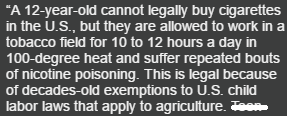 "A 12-year-old cannot legally buy cigarettes
in the U.S., but they are allowed to work in a
tobacco field for 10 to 12 hours a day in
100-degree heat and suffer repeated bouts
of nicotine poisoning. This is legal because
of decades-old exemptions to U.S. child
labor laws that apply to agriculture.